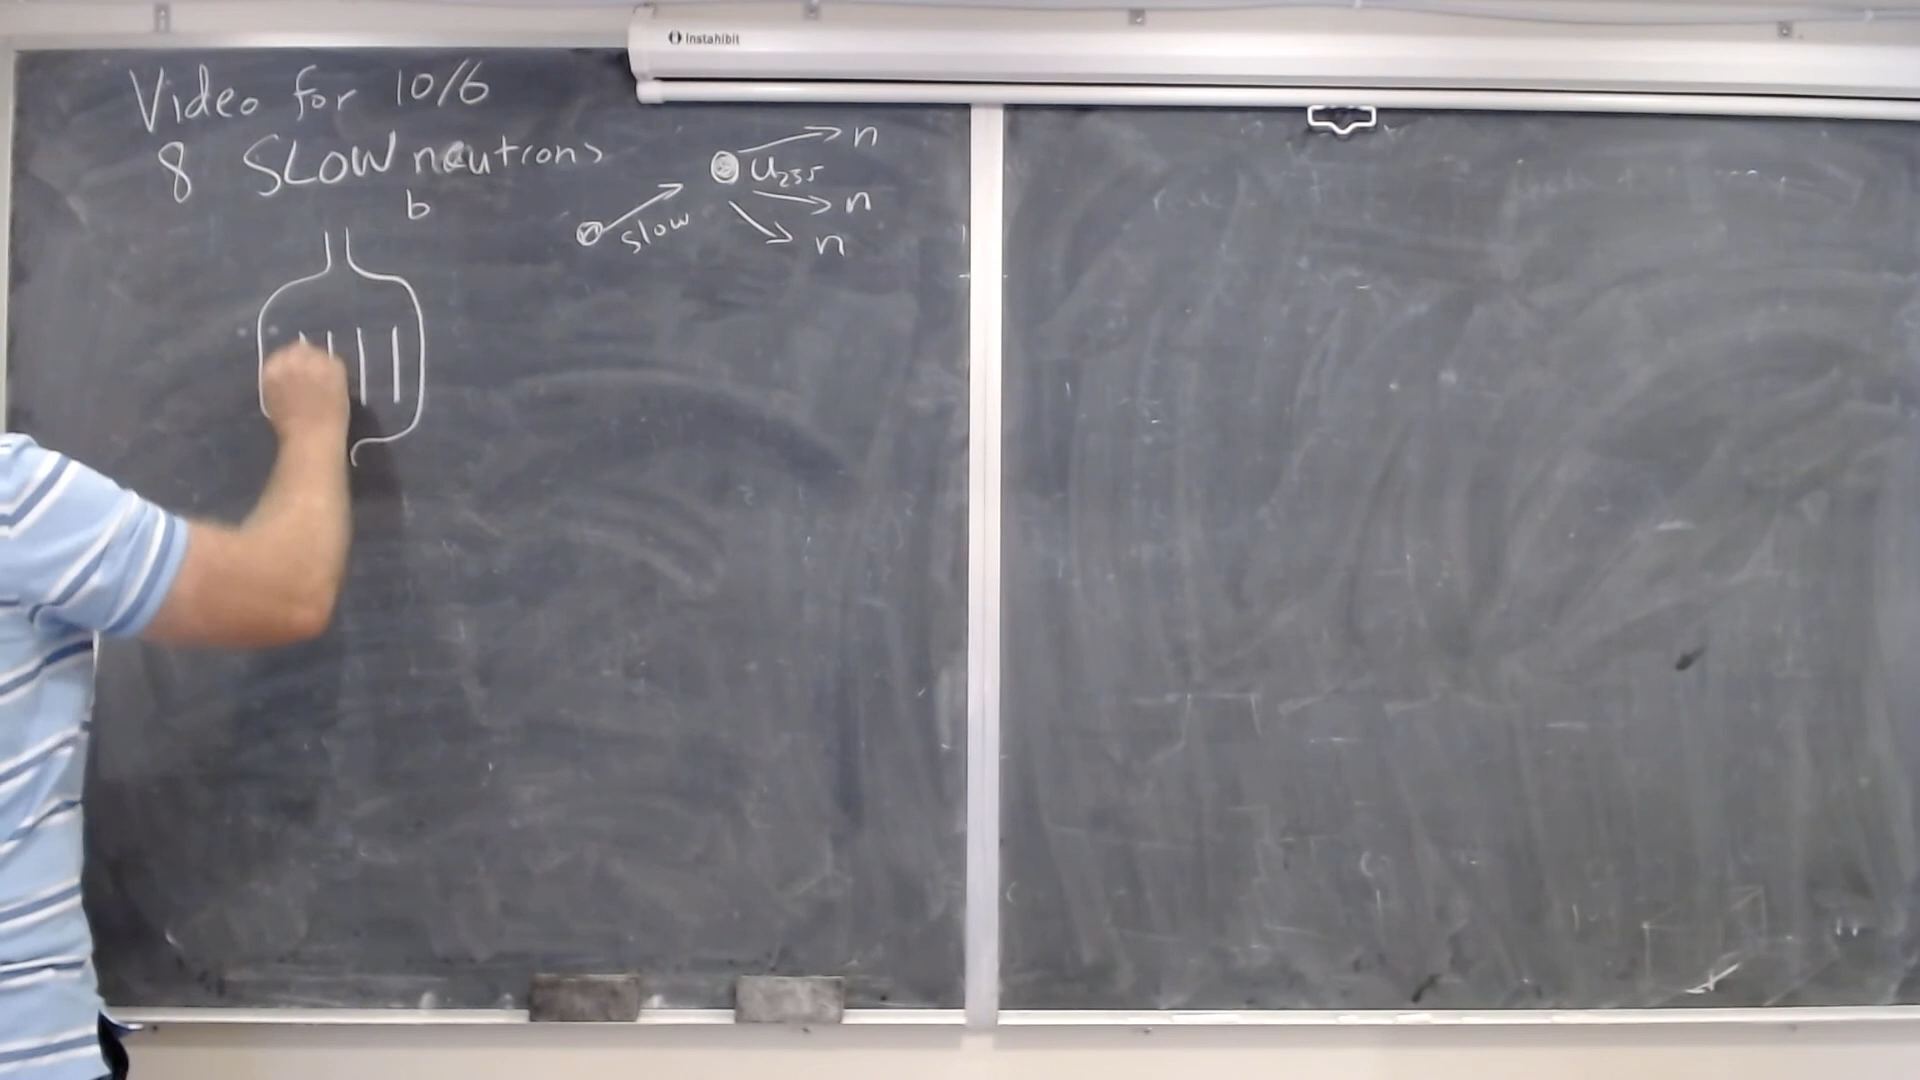 Instahibit
Video for 10/6
8 SLOW neutrons
b
n
U235
n
slow
n
n